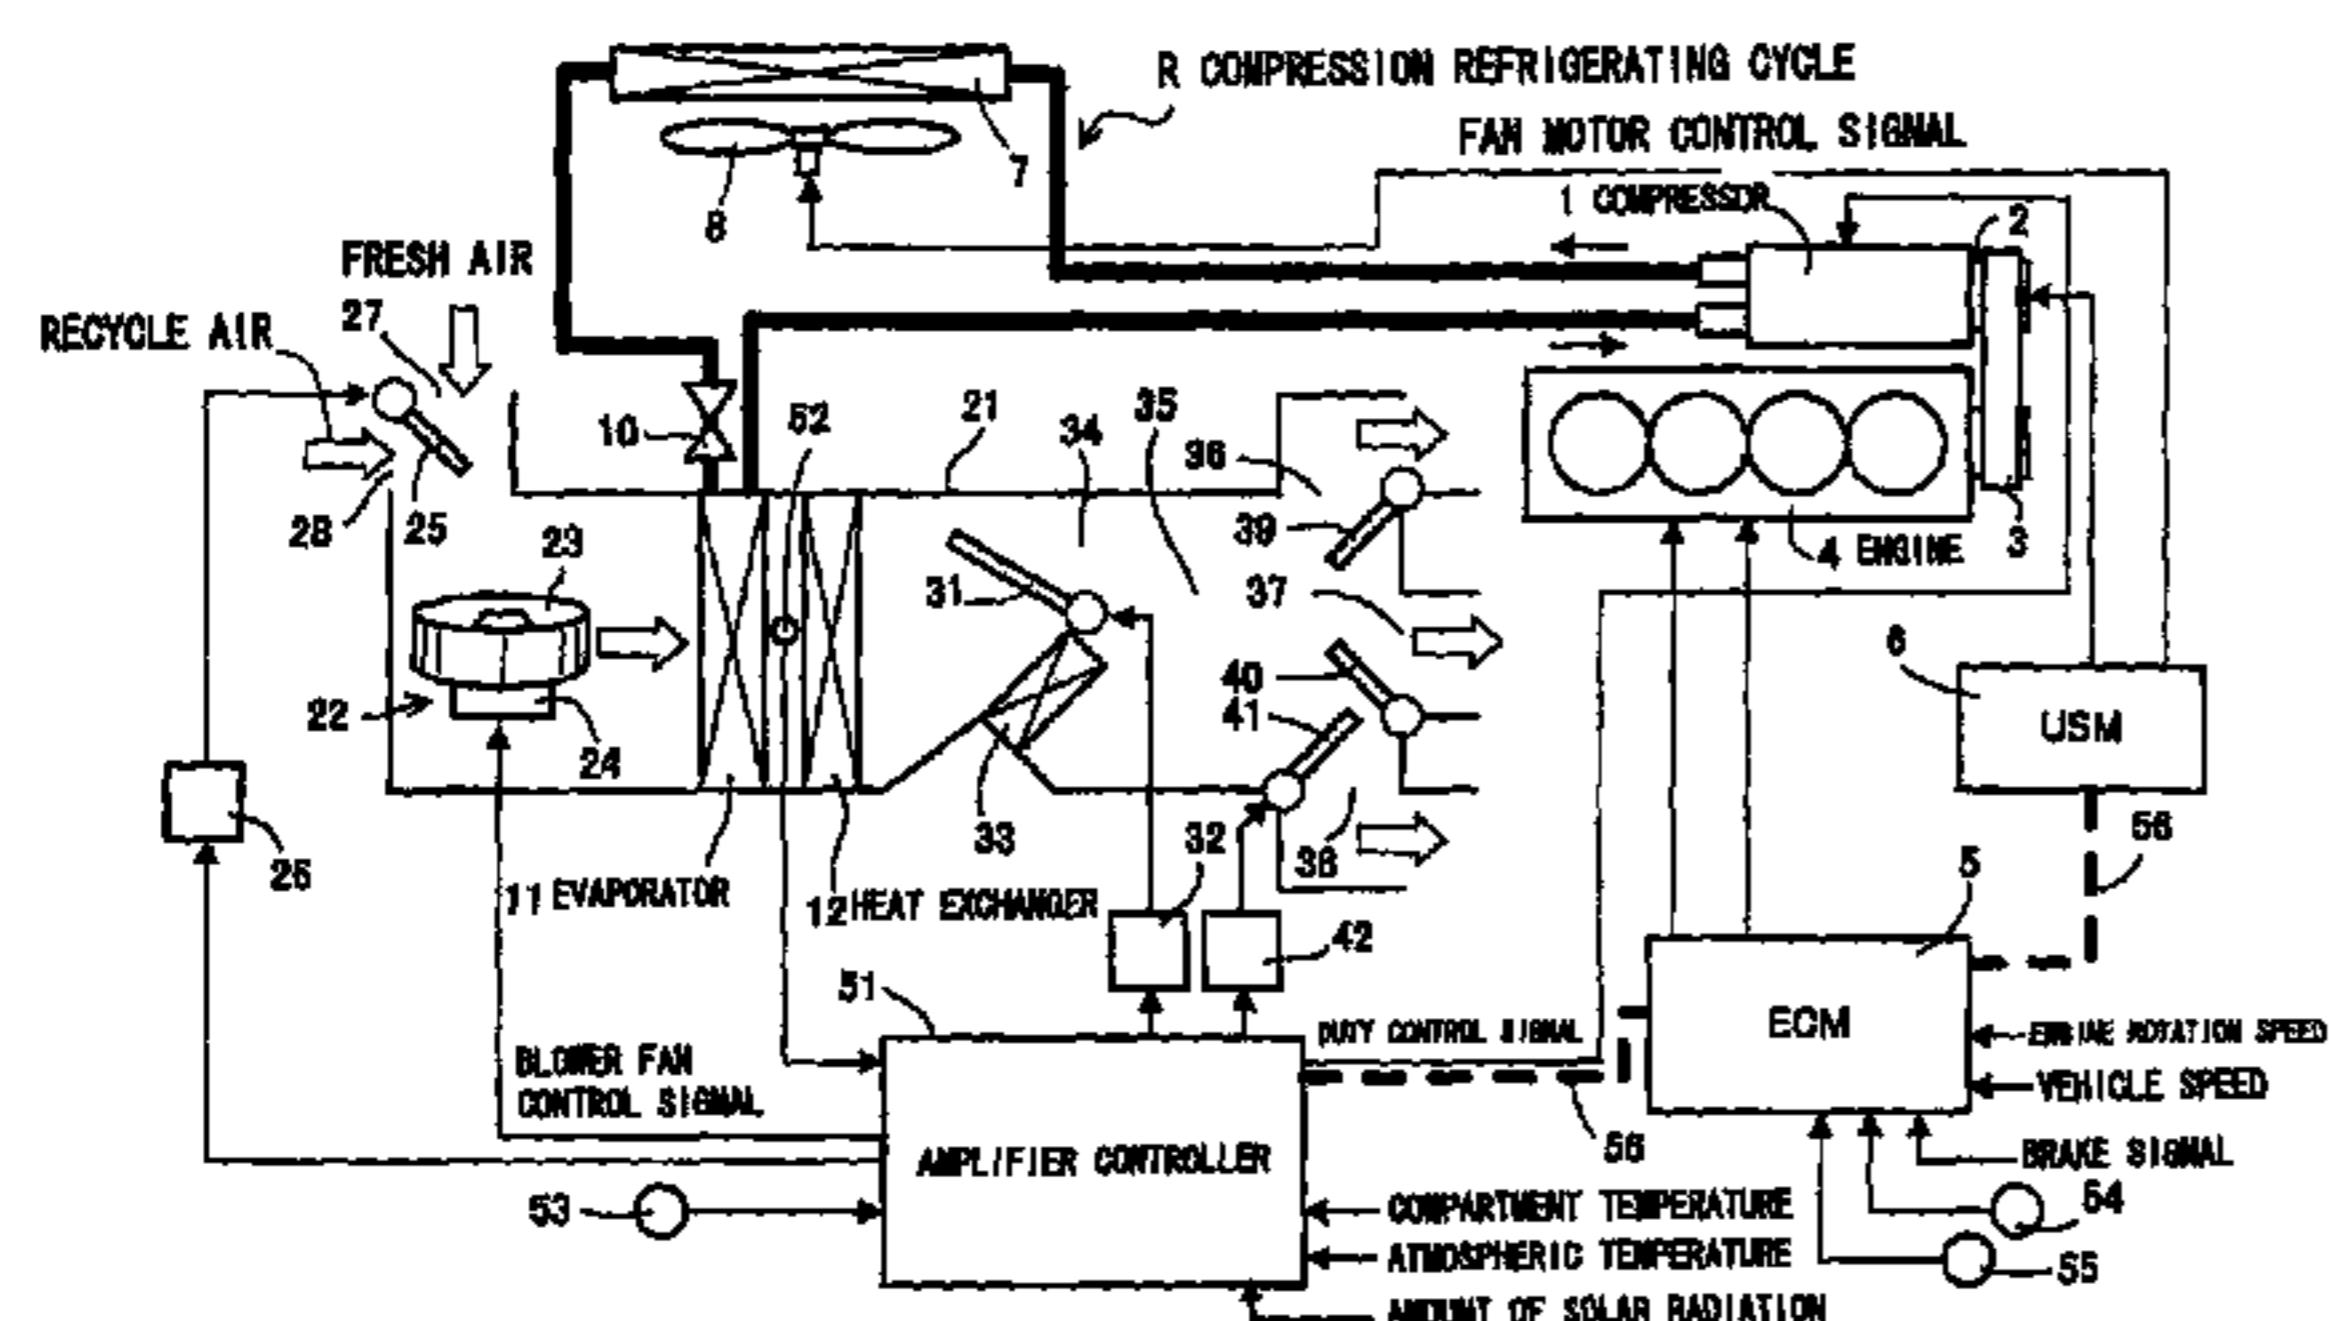 R COMPRESSION REFRIGERATING CYCLE
FAN MOTOR CONTROL SIGNAL
7
8
1 COMPRESSOR
2
FRESH AIR
27
RECYCLE AIR
10
52
21
34
35
36
28
25
39
23
31
37
4 ENGINE
3
22
24
40
41
6
USM
33
32
38
56
26
11 EVAPORATOR
12 HEAT EXCHANGER
42
5
51
DUTY CONTROL SIGNAL
ECM
ENGINE ROTATION SPEED
BLOWER FAN
CONTROL SIGNAL
VEHICLE SPEED
AMPLIFIER CONTROLLER
56
BRAKE SIGNAL
53
COMPARTMENT TEMPERATURE
54
ATMOSPHERIC TEMPERATURE
55
AMOUNT OF SOLAR RADIATION